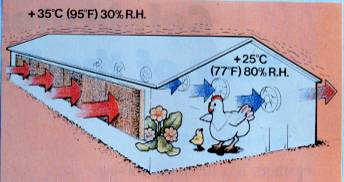 +35°C (95°F) 30% R.H.
+25°C
(77°F) 80% R.H.